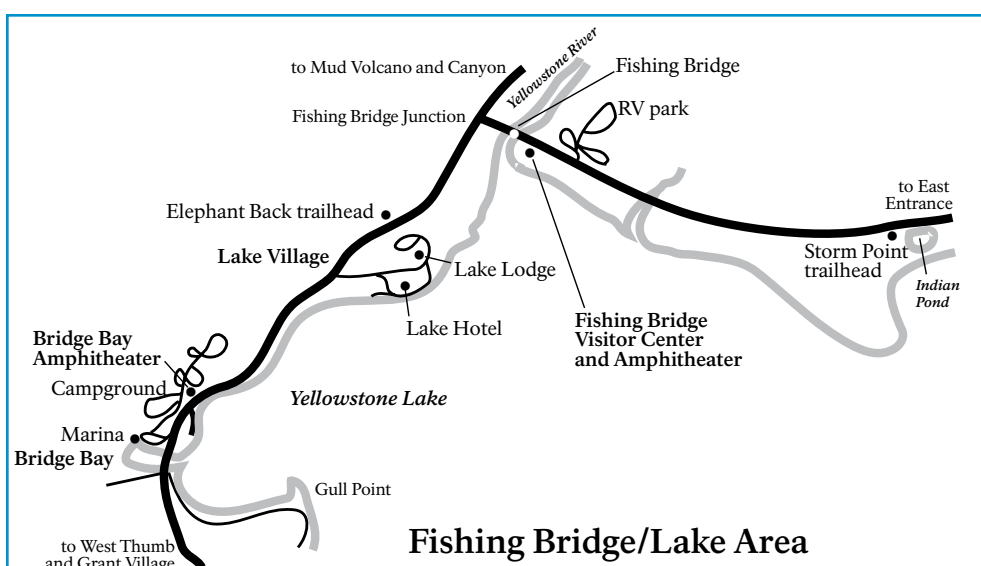 Yellowstone River
to Mud Volcano and Canyon
Fishing Bridge
Fishing Bridge Junction
RV park
to East
Entrance
Elephant Back trailhead
Lake Village
Lake Lodge
Storm Point
trailhead
Indian
Pond
Lake Hotel
Fishing Bridge
Visitor Center
and Amphitheater
Bridge Bay
Amphitheater
Campground
Yellowstone Lake
Marina
Bridge Bay
Gull Point
Fishing Bridge/Lake Area
to West Thumb
and Grant Village